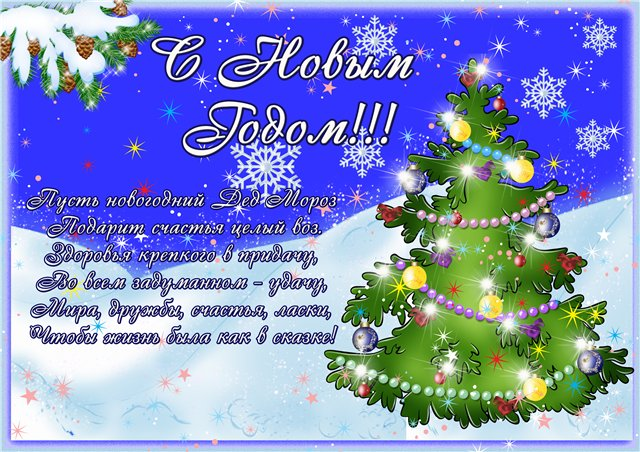 С Новым
Годом!!!
Пусть новогодний Дед Мороз
Подарит счастья целый воз.
Здоровья крепкого в придачу,
Во всем задуманном - удачу,
Мира, дружбы, счастья, ласки,
Чтобы жизнь была как в сказке!